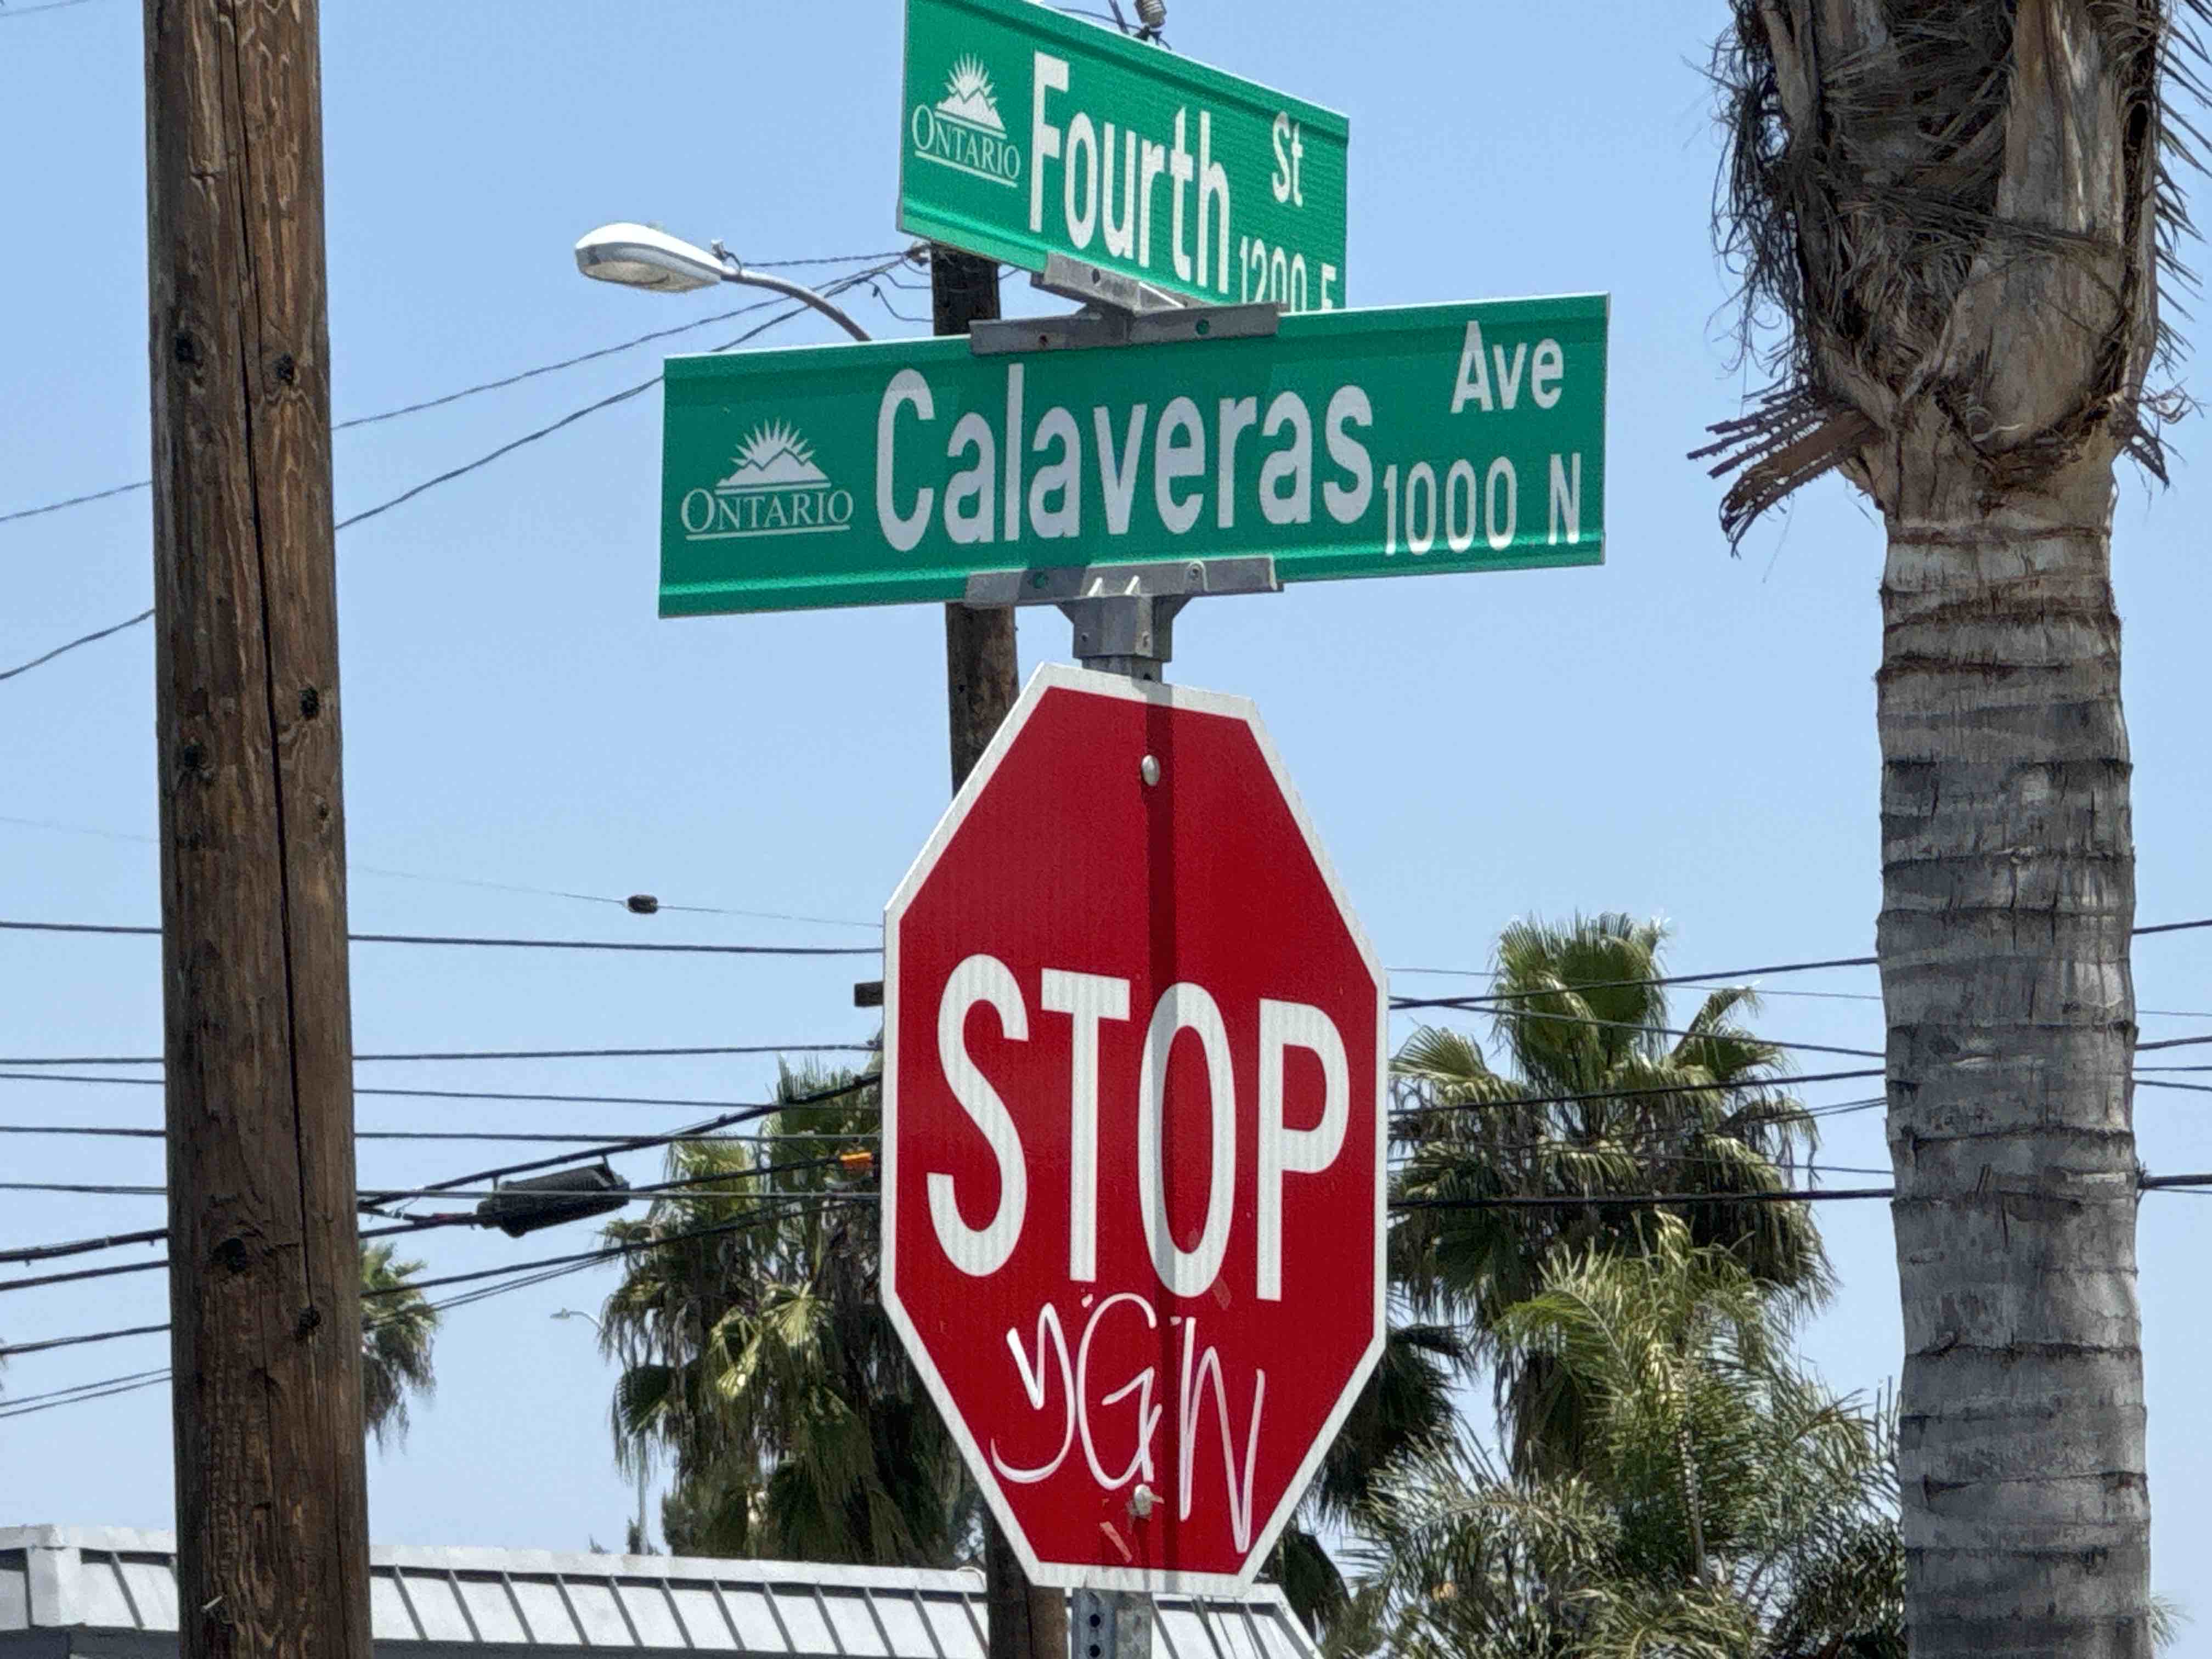 ONTARIO Fourth St
1200 E
ONTARIO Calaveras Ave
1000 N
STOP